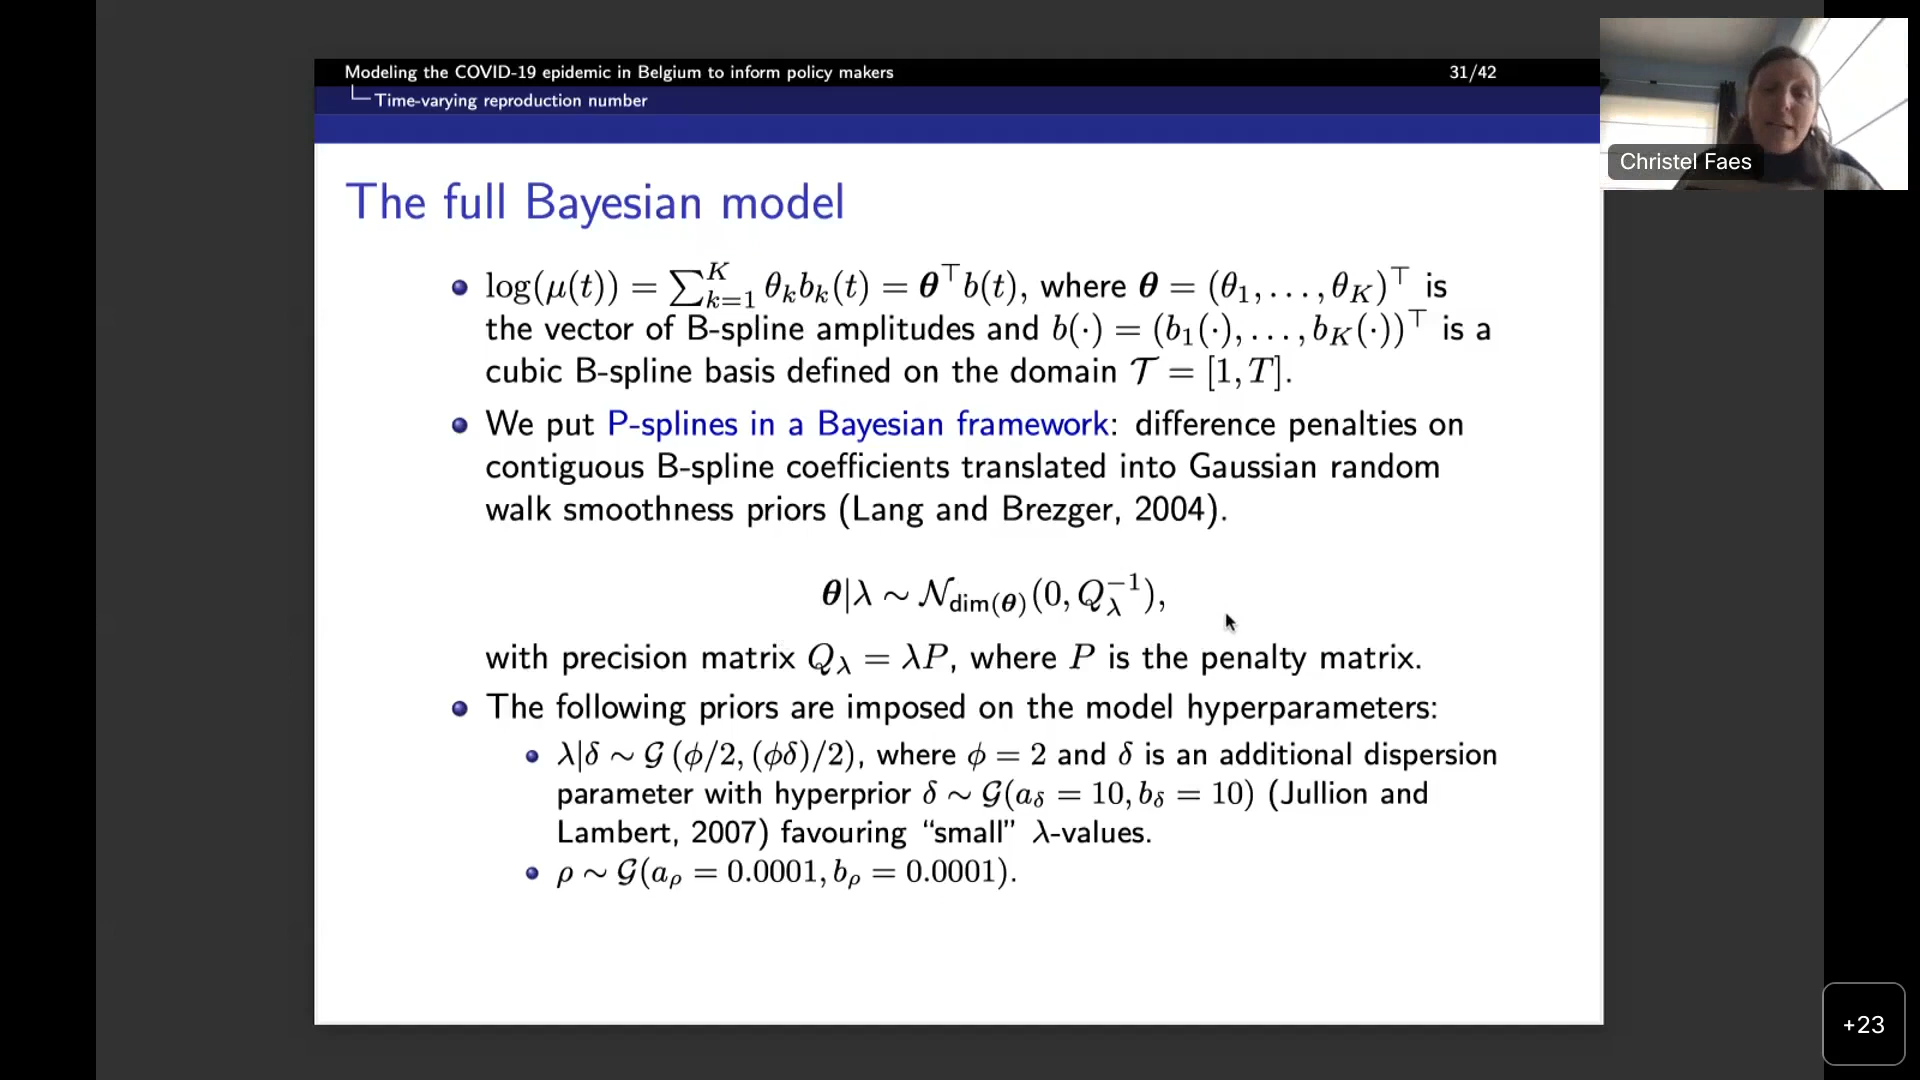 Modeling the COVID-19 epidemic in Belgium to inform policy makers 31/42
Time-varying reproduction number
Christel Faes
The full Bayesian model
log(μ(t)) = ∑_{k=1}^{K} θ_k b_k(t) = θ^⊤ b(t), where θ = (θ_1, . . . , θ_K)^⊤ is
the vector of B-spline amplitudes and b(·) = (b_1(·), . . . , b_K(·))^⊤ is a
cubic B-spline basis defined on the domain 𝒯 = [1, T].
We put P-splines in a Bayesian framework: difference penalties on
contiguous B-spline coefficients translated into Gaussian random
walk smoothness priors (Lang and Brezger, 2004).
θ|λ ∼ 𝒩_{dim(θ)}(0, Q_λ^{−1}),
with precision matrix Q_λ = λP, where P is the penalty matrix.
The following priors are imposed on the model hyperparameters:
λ|δ ∼ 𝒢 (φ/2, (φδ)/2), where φ = 2 and δ is an additional dispersion
parameter with hyperprior δ ∼ 𝒢(a_δ = 10, b_δ = 10) (Jullion and
Lambert, 2007) favouring “small” λ-values.
ρ ∼ 𝒢(a_ρ = 0.0001, b_ρ = 0.0001).
+23